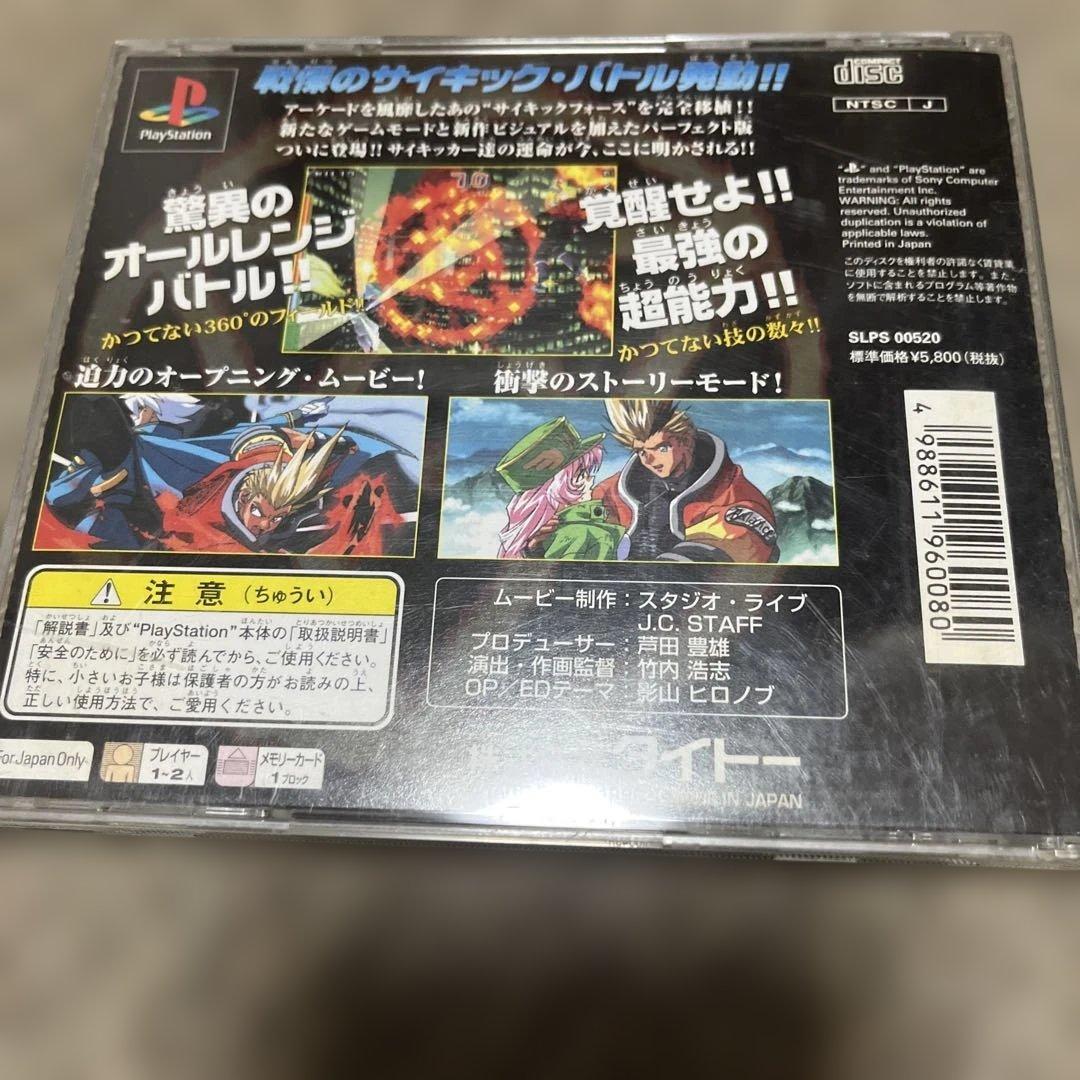 戦慄のサイキック・バトル発動!!
アーケードを風靡したあの“サイキックフォース”を完全移植!!
新たなゲームモードと新作ビジュアルを加えたパーフェクト版
ついに登場!!サイキッカー達の運命が今、ここに明かされる!!
PlayStation
COMPACT
disc
NTSC J
“PS” and “PlayStation” are
trademarks of Sony Computer
Entertainment Inc.
WARNING: All rights
reserved. Unauthorized
duplication is a violation of
applicable laws.
Printed in Japan
このディスクを権利者の許諾なく賃貸業
に使用することを禁止します。また、
ソフトに含まれるプログラム等著作物
を無断で解析することを禁止します。
SLPS 00520
標準価格¥5,800(税抜)
驚異の
オールレンジ
バトル!!
かつてない360°のフィールド!!
70
覚醒せよ!!
最強の
超能力!!
かつてない技の数々!!
迫力のオープニング・ムービー!
衝撃のストーリーモード!
4 988611 960080
注意(ちゅうい)
「解説書」及び“PlayStation”本体の「取扱説明書」
「安全のために」を必ず読んでから、ご使用ください。
特に、小さいお子様は保護者の方がお読みの上、
正しい使用方法で、ご愛用ください。
ムービー制作:スタジオ・ライブ
J.C. STAFF
プロデューサー:芦田 豊雄
演出・作画監督:竹内 浩志
OP/EDテーマ:影山 ヒロノブ
For Japan Only
プレイヤー
1~2人
メモリーカード
1ブロック
タイトー
IN JAPAN